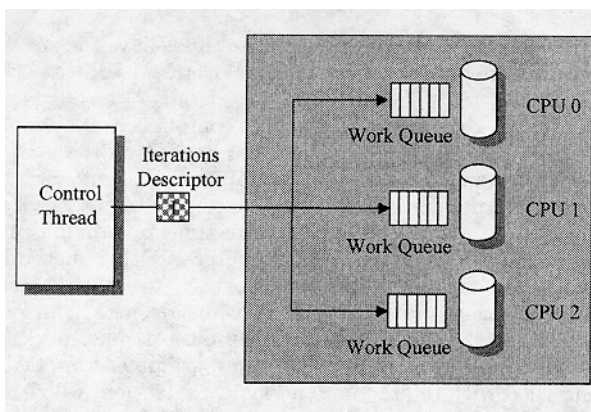 Control
Thread
Iterations
Descriptor
Work Queue
CPU 0
Work Queue
CPU 1
Work Queue
CPU 2